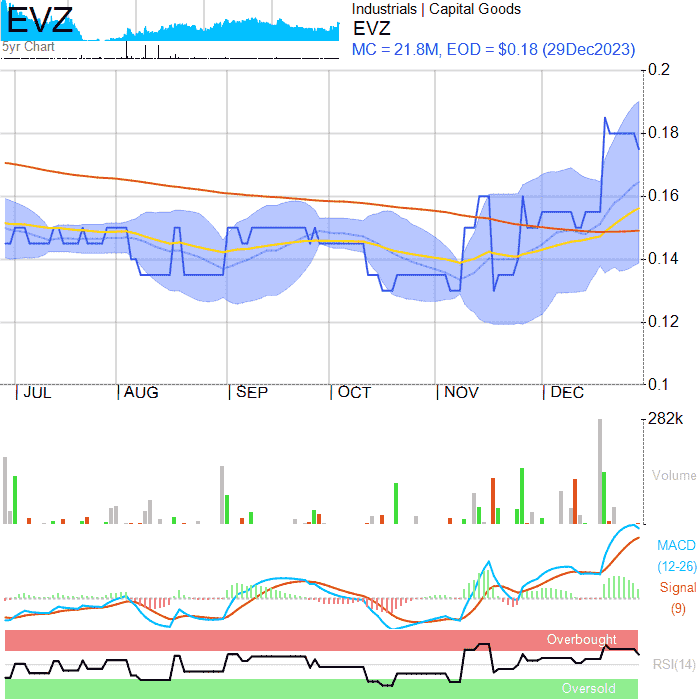 EVZ
5yr Chart
Industrials | Capital Goods
EVZ
MC = 21.8M, EOD = $0.18 (29Dec2023)
0.2
0.18
0.16
0.14
0.12
0.1
JUL
AUG
SEP
OCT
NOV
DEC
282k
Volume
MACD
(12-26)
Signal
(9)
Overbought
RSI(14)
Oversold